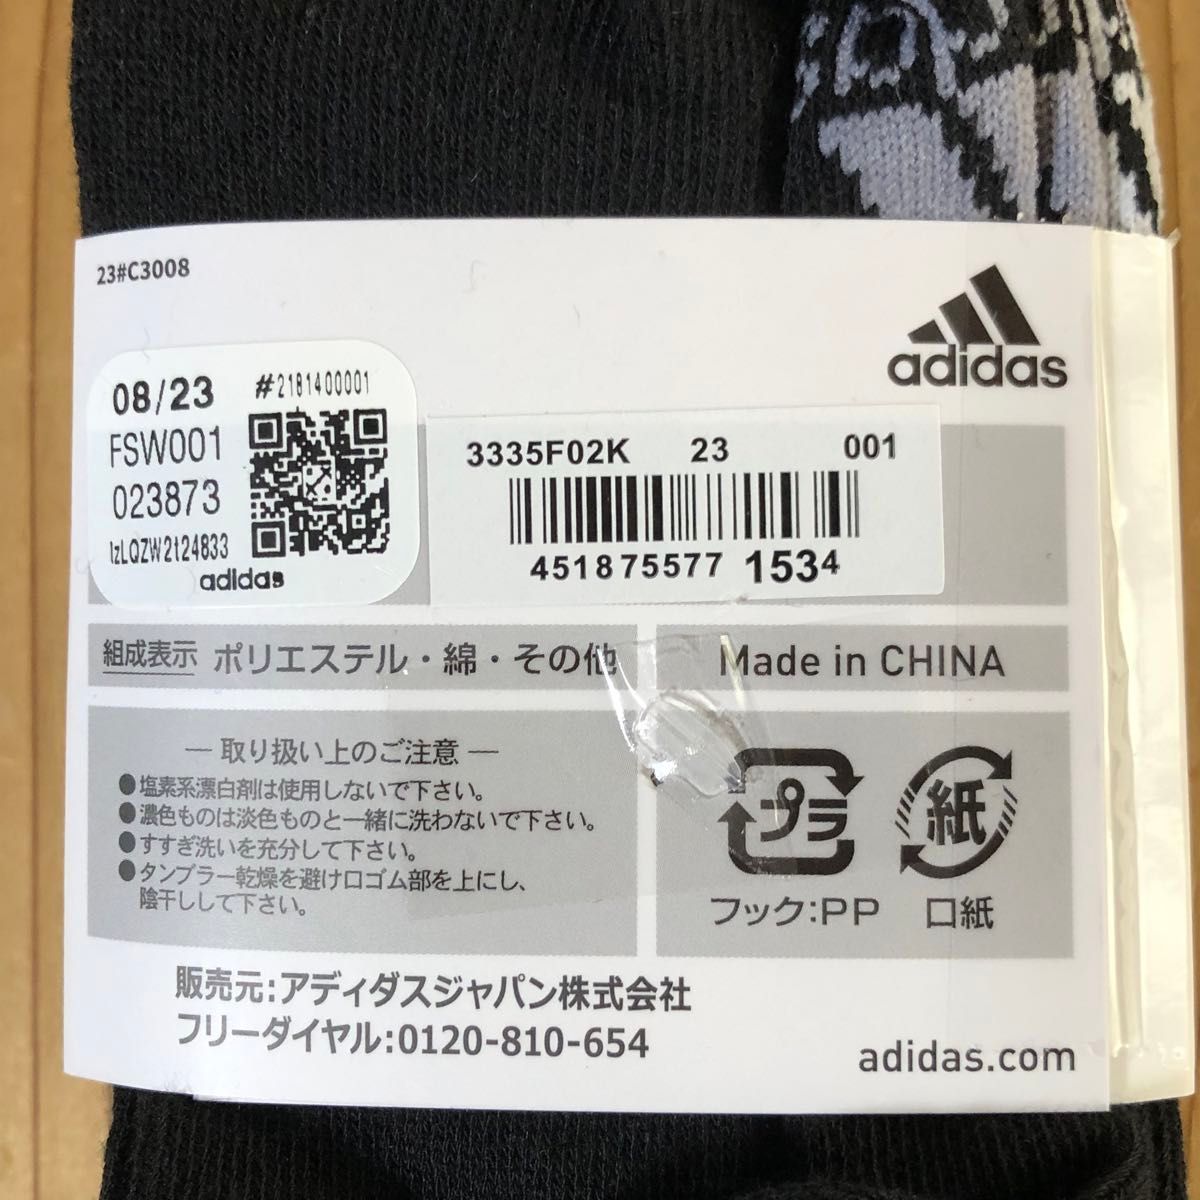 23#C3008
adidas
08/23 #2181400001
FSW001
023873
IzLQZW2t24833
adidas
3335F02K 23 001
451875577 1534
組成表示 ポリエステル・綿・その他
Made in CHINA
― 取り扱い上のご注意 ―
●塩素系漂白剤は使用しないで下さい。
●濃色ものは淡色ものと一緒に洗わないで下さい。
●すすぎ洗いを充分して下さい。
●タンブラー乾燥を避け口ゴム部を上にし、
陰干しして下さい。
プラ
紙
フック:PP
口紙
販売元:アディダスジャパン株式会社
フリーダイヤル:0120-810-654
adidas.com